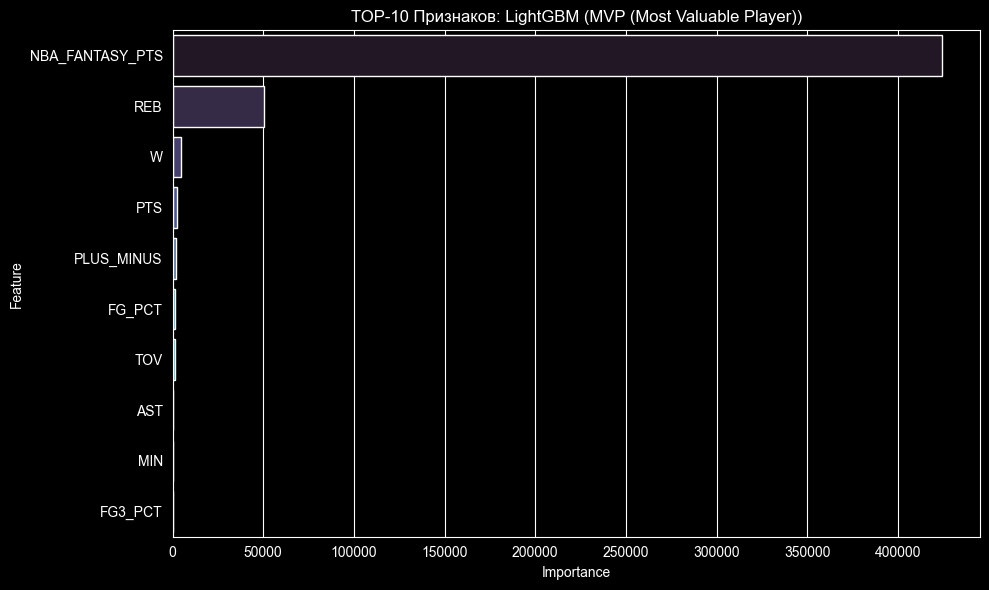 TOP-10 Признаков: LightGBM (MVP (Most Valuable Player))
NBA_FANTASY_PTS
REB
W
PTS
PLUS_MINUS
FG_PCT
TOV
AST
MIN
FG3_PCT
Feature
0 50000 100000 150000 200000 250000 300000 350000 400000
Importance